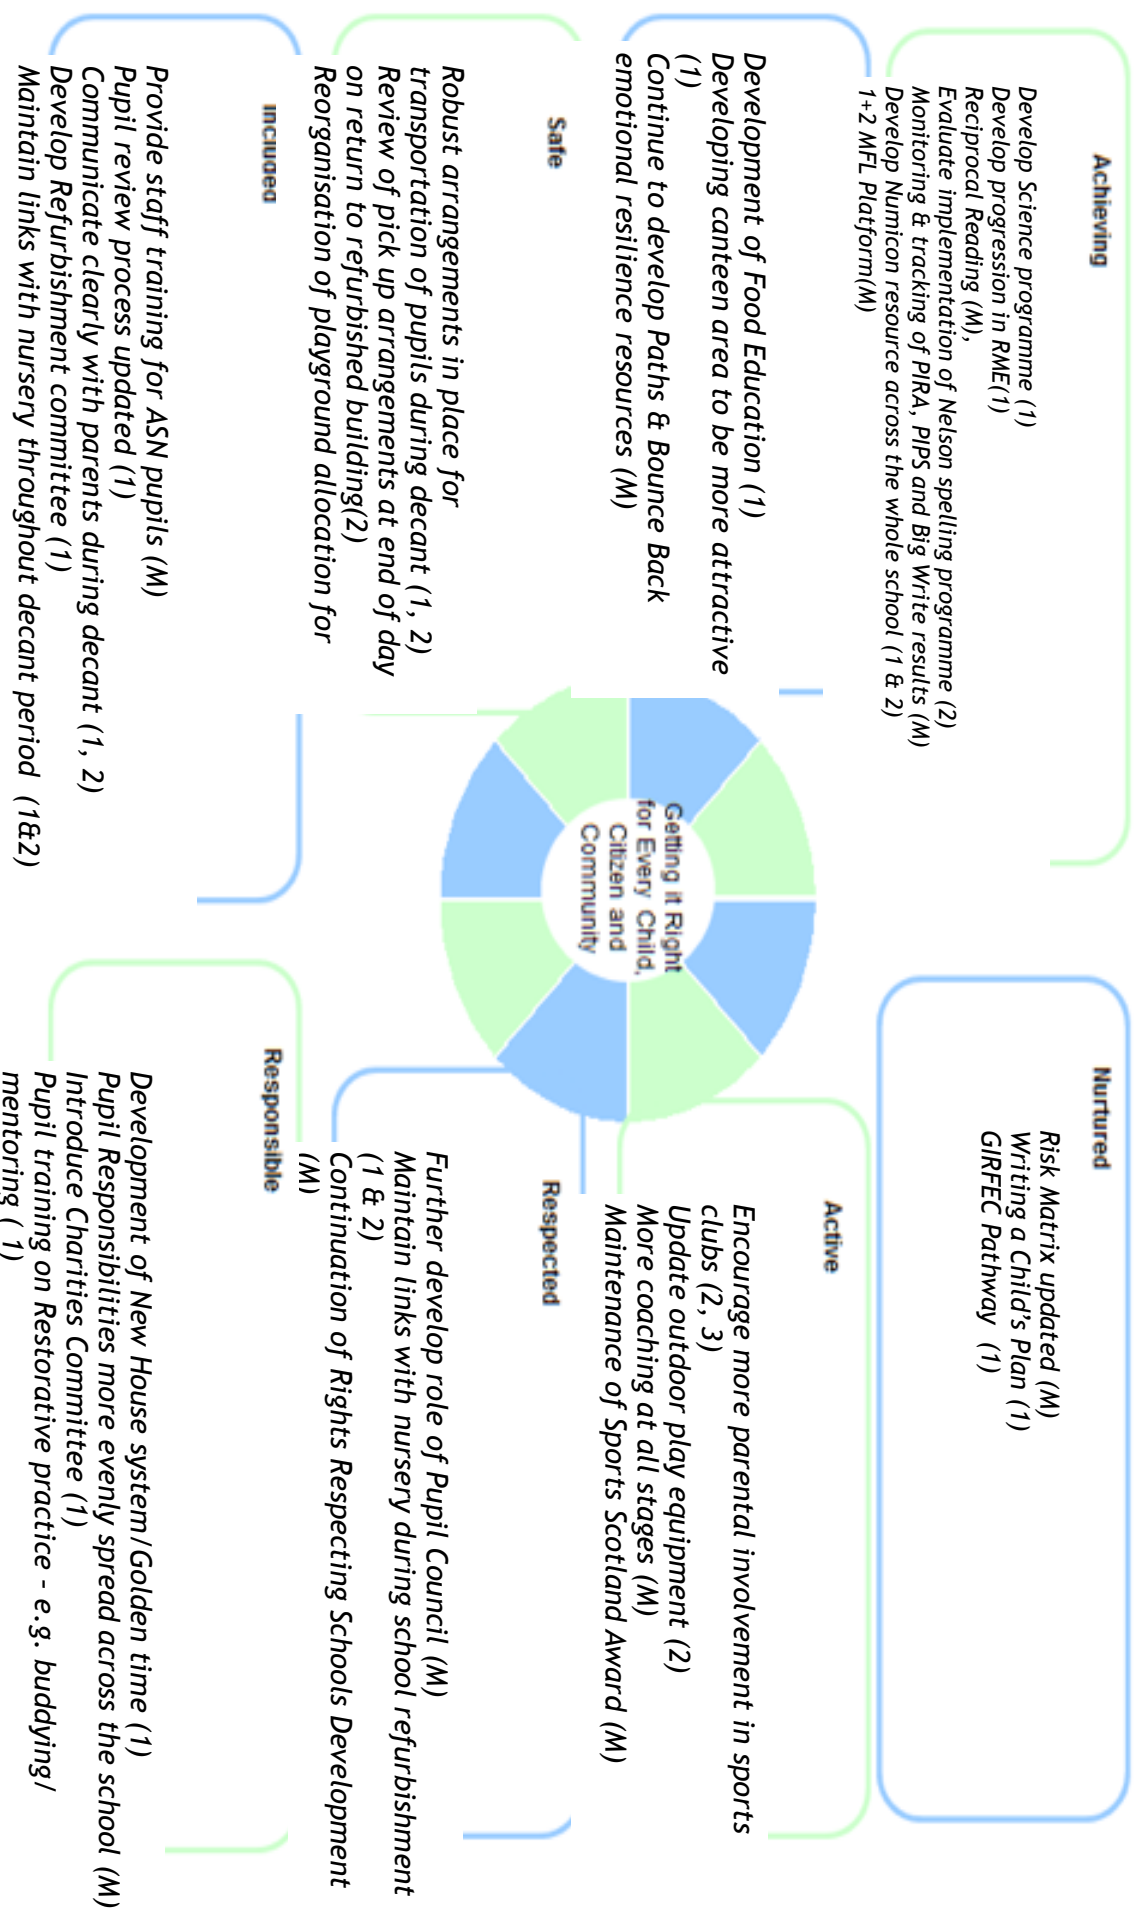 Achieving
Develop Science programme (1)
Develop progression in RME(1)
Reciprocal Reading (M),
Evaluate implementation of Nelson spelling programme (2)
Monitoring & tracking of PIRA, PIPS and Big Write results (M)
Develop Numicon resource across the whole school (1 & 2)
1+2 MFL Platform(M)
Development of Food Education (1)
Developing canteen area to be more attractive
(1)
Continue to develop Paths & Bounce Back
emotional resilience resources (M)
Safe
Robust arrangements in place for
transportation of pupils during decant (1, 2)
Review of pick up arrangements at end of day
on return to refurbished building(2)
Reorganisation of playground allocation for
Included
Provide staff training for ASN pupils (M)
Pupil review process updated (1)
Communicate clearly with parents during decant (1, 2)
Develop Refurbishment committee (1)
Maintain links with nursery throughout decant period (1&2)
Getting it Right
for Every Child,
Citizen and
Community
Nurtured
Risk Matrix updated (M)
Writing a Child's Plan (1)
GIRFEC Pathway (1)
Active
Encourage more parental involvement in sports
clubs (2, 3)
Update outdoor play equipment (2)
More coaching at all stages (M)
Maintenance of Sports Scotland Award (M)
Respected
Further develop role of Pupil Council (M)
Maintain links with nursery during school refurbishment
(1 & 2)
Continuation of Rights Respecting Schools Development
(M)
Responsible
Development of New House system/Golden time (1)
Pupil Responsibilities more evenly spread across the school (M)
Introduce Charities Committee (1)
Pupil training on Restorative practice - e.g. buddying/
mentoring ( 1)